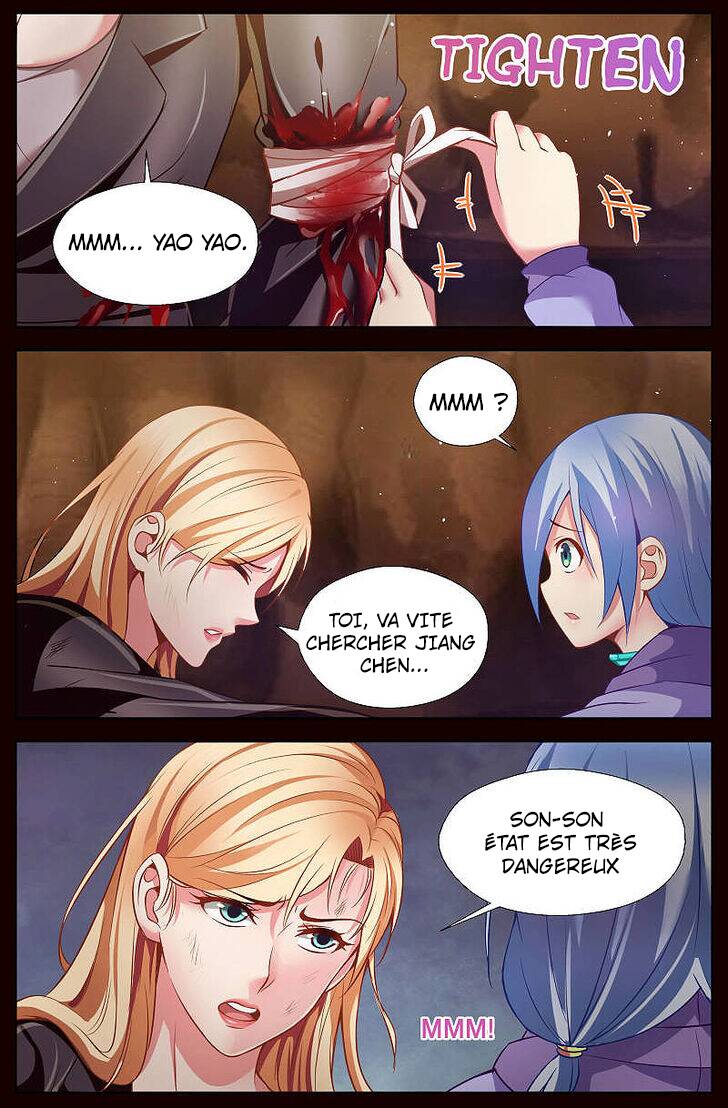 TIGHTEN
MMM... YAO YAO.
MMM ?
TOI, VA VITE
CHERCHER JIANG
CHEN...
SON-SON
ÉTAT EST TRÈS
DANGEREUX
MMM!